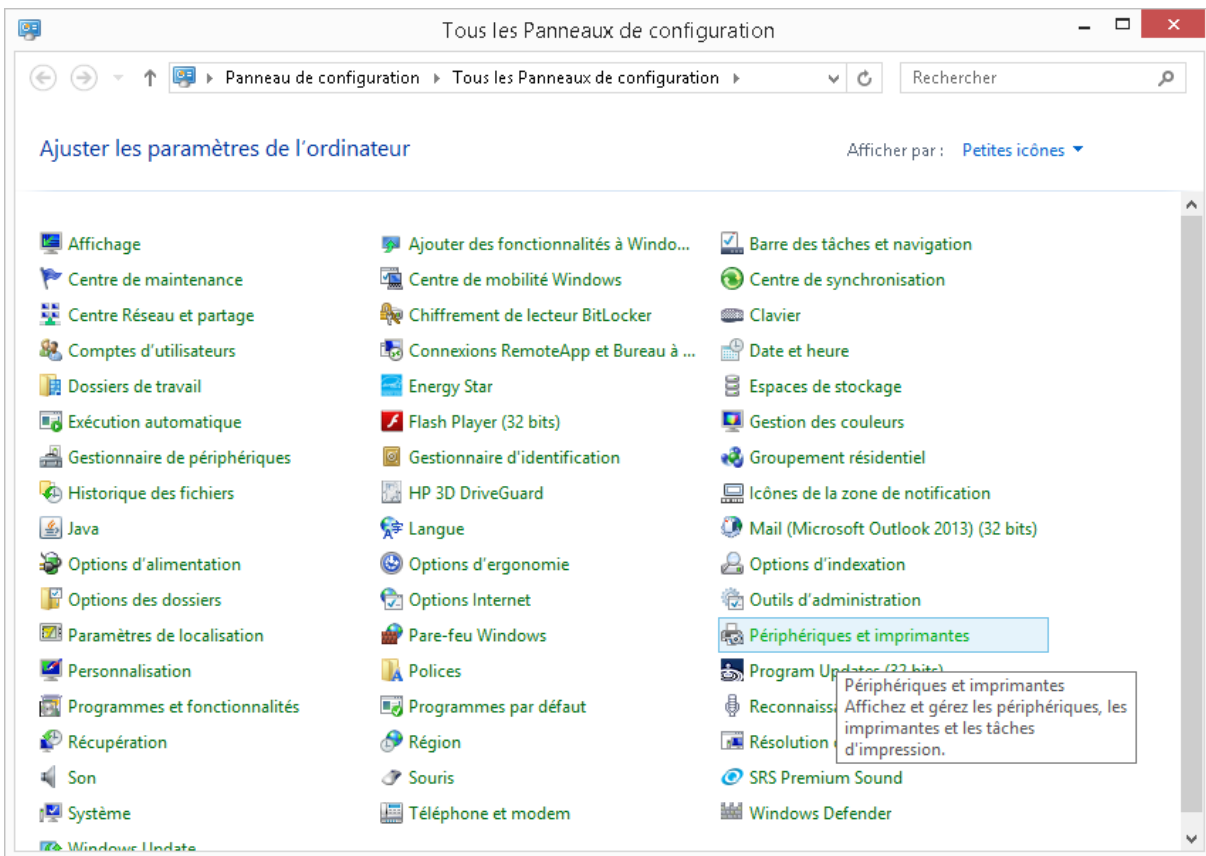 Tous les Panneaux de configuration
Panneau de configuration Tous les Panneaux de configuration Rechercher
Ajuster les paramètres de l'ordinateur Afficher par : Petites icônes
Affichage Ajouter des fonctionnalités à Windo... Barre des tâches et navigation
Centre de maintenance Centre de mobilité Windows Centre de synchronisation
Centre Réseau et partage Chiffrement de lecteur BitLocker Clavier
Comptes d'utilisateurs Connexions RemoteApp et Bureau à ... Date et heure
Dossiers de travail Energy Star Espaces de stockage
Exécution automatique Flash Player (32 bits) Gestion des couleurs
Gestionnaire de périphériques Gestionnaire d'identification Groupement résidentiel
Historique des fichiers HP 3D DriveGuard Icônes de la zone de notification
Java Langue Mail (Microsoft Outlook 2013) (32 bits)
Options d'alimentation Options d'ergonomie Options d'indexation
Options des dossiers Options Internet Outils d'administration
Paramètres de localisation Pare-feu Windows Périphériques et imprimantes
Personnalisation Polices Program Updates (32 bits)
Programmes et fonctionnalités Programmes par défaut Reconnaissa
Récupération Région Résolution
Son Souris SRS Premium Sound
Système Téléphone et modem Windows Defender
Windows Update
Périphériques et imprimantes
Affichez et gérez les périphériques, les
imprimantes et les tâches
d'impression.